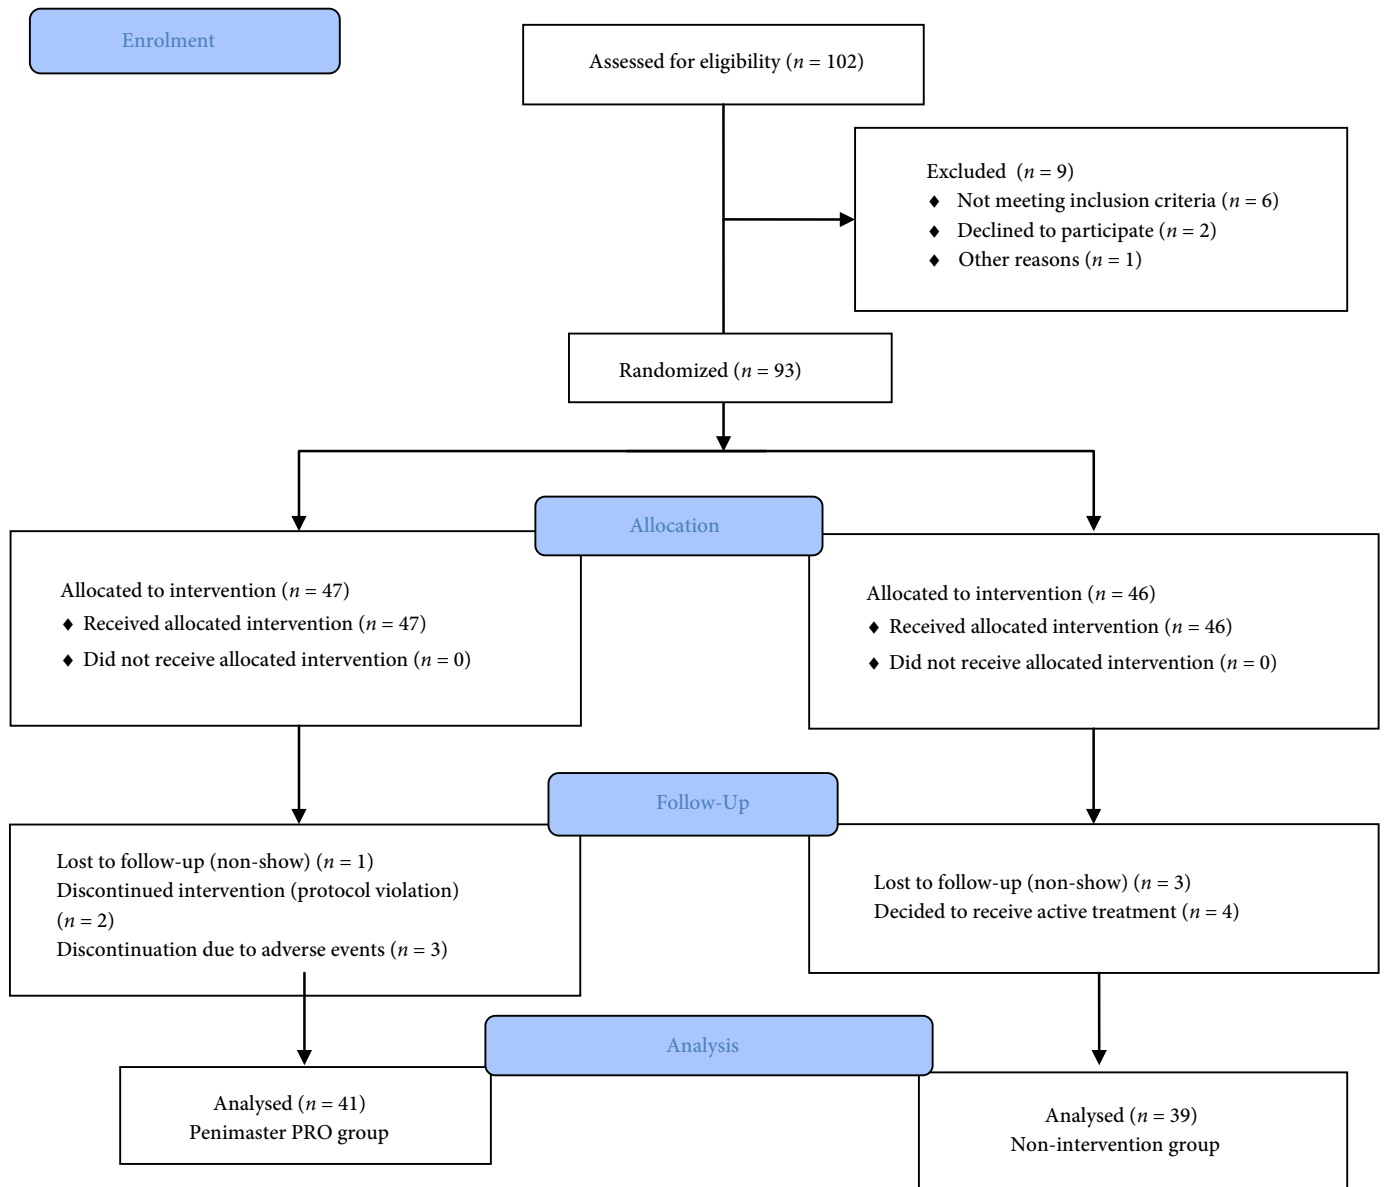 Enrolment
Assessed for eligibility (n = 102)
Excluded (n = 9)
♦ Not meeting inclusion criteria (n = 6)
♦ Declined to participate (n = 2)
♦ Other reasons (n = 1)
Randomized (n = 93)
Allocation
Allocated to intervention (n = 47)
♦ Received allocated intervention (n = 47)
♦ Did not receive allocated intervention (n = 0)
Allocated to intervention (n = 46)
♦ Received allocated intervention (n = 46)
♦ Did not receive allocated intervention (n = 0)
Follow-Up
Lost to follow-up (non-show) (n = 1)
Discontinued intervention (protocol violation)
(n = 2)
Discontinuation due to adverse events (n = 3)
Lost to follow-up (non-show) (n = 3)
Decided to receive active treatment (n = 4)
Analysis
Analysed (n = 41)
Penimaster PRO group
Analysed (n = 39)
Non-intervention group